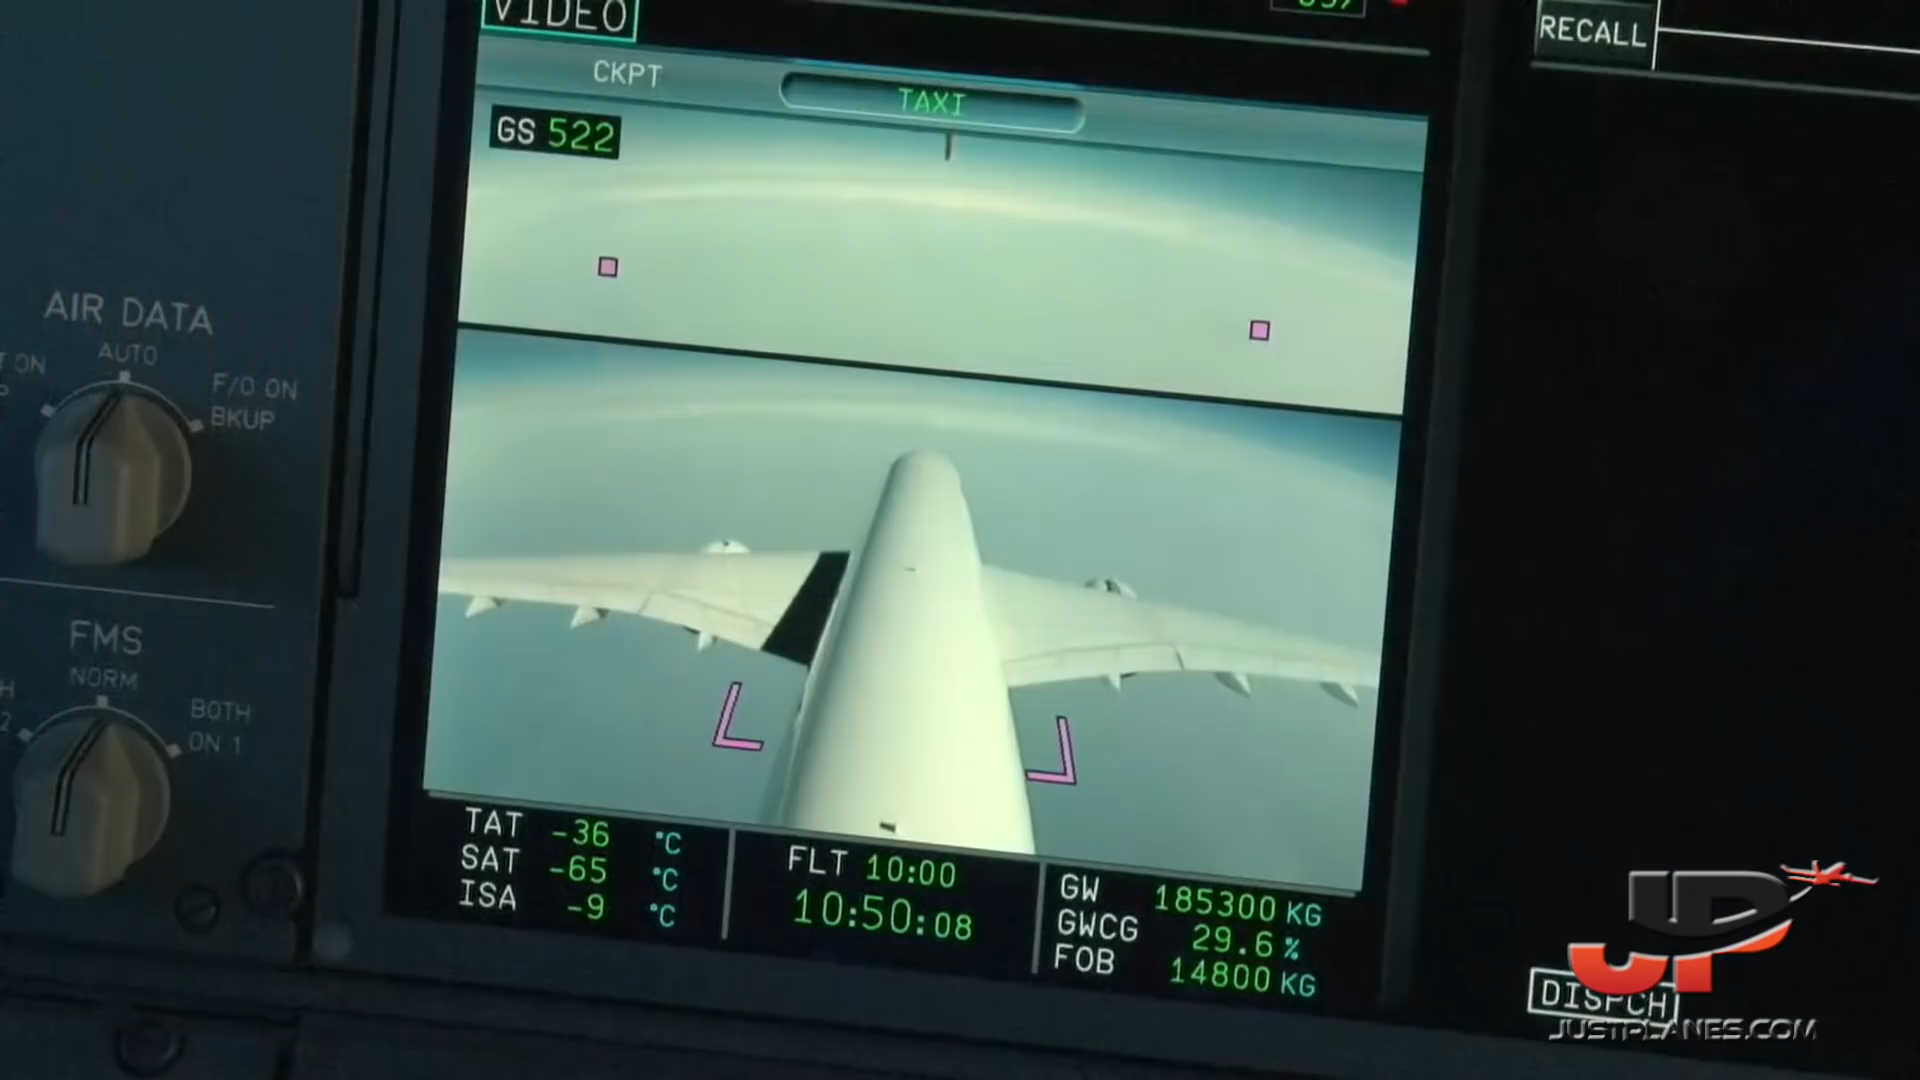 VIDEO
RECALL
CKPT
TAXI
GS 522
AIR DATA
AUTO
F/O ON
BKUP
FMS
NORM
BOTH
ON 1
TAT -36 °C
SAT -65 °C
ISA -9 °C
FLT 10:00
10:50:08
GW 185300 KG
GWCG 29.6 %
FOB 14800 KG
DISPCH
JP
JUSTPLANES.COM